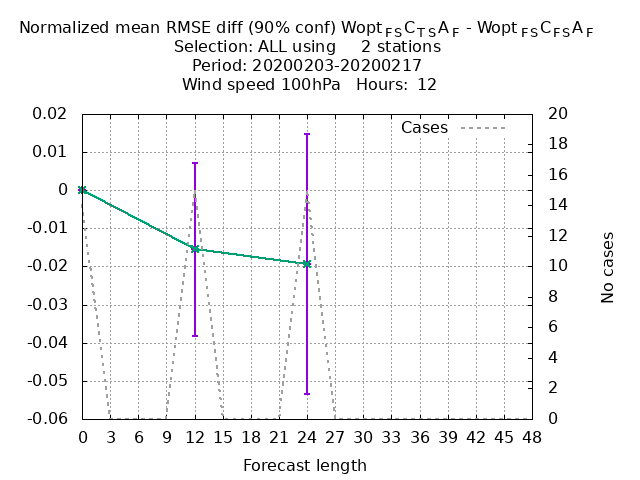 Normalized mean RMSE diff (90% conf) Wopt FS C T S A F - Wopt FS C F S A F
Selection: ALL using 2 stations
Period: 20200203-20200217
Wind speed 100hPa Hours: 12
Cases
0.02
0.01
0
-0.01
-0.02
-0.03
-0.04
-0.05
-0.06
20
18
16
14
12
10
8
6
4
2
0
No cases
0 3 6 9 12 15 18 21 24 27 30 33 36 39 42 45 48
Forecast length